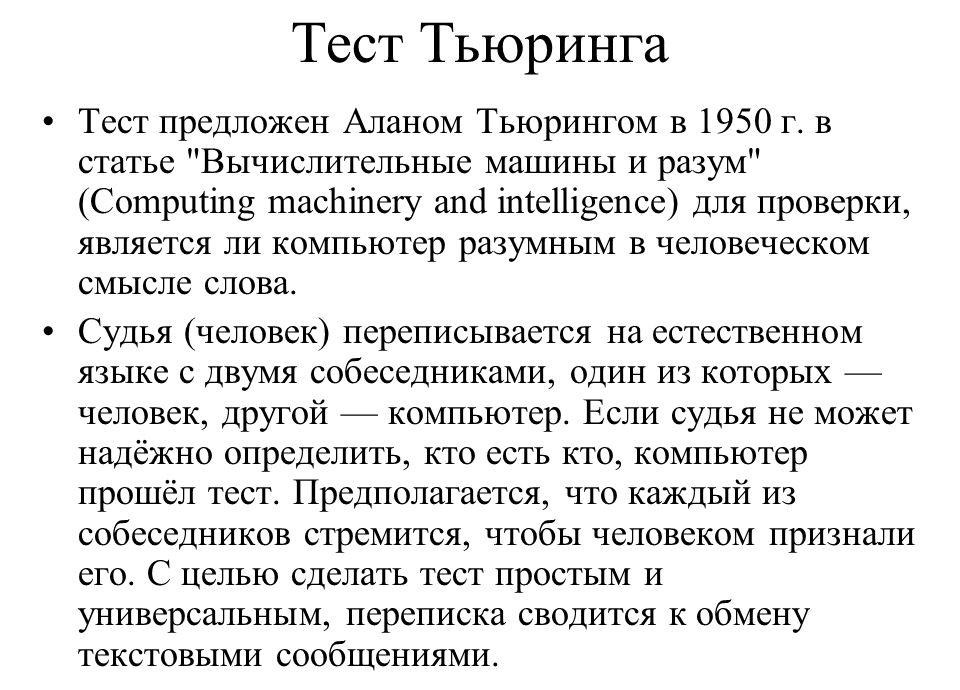 Тест Тьюринга
• Тест предложен Аланом Тьюрингом в 1950 г. в
статье "Вычислительные машины и разум"
(Computing machinery and intelligence) для проверки,
является ли компьютер разумным в человеческом
смысле слова.
• Судья (человек) переписывается на естественном
языке с двумя собеседниками, один из которых —
человек, другой — компьютер. Если судья не может
надёжно определить, кто есть кто, компьютер
прошёл тест. Предполагается, что каждый из
собеседников стремится, чтобы человеком признали
его. С целью сделать тест простым и
универсальным, переписка сводится к обмену
текстовыми сообщениями.